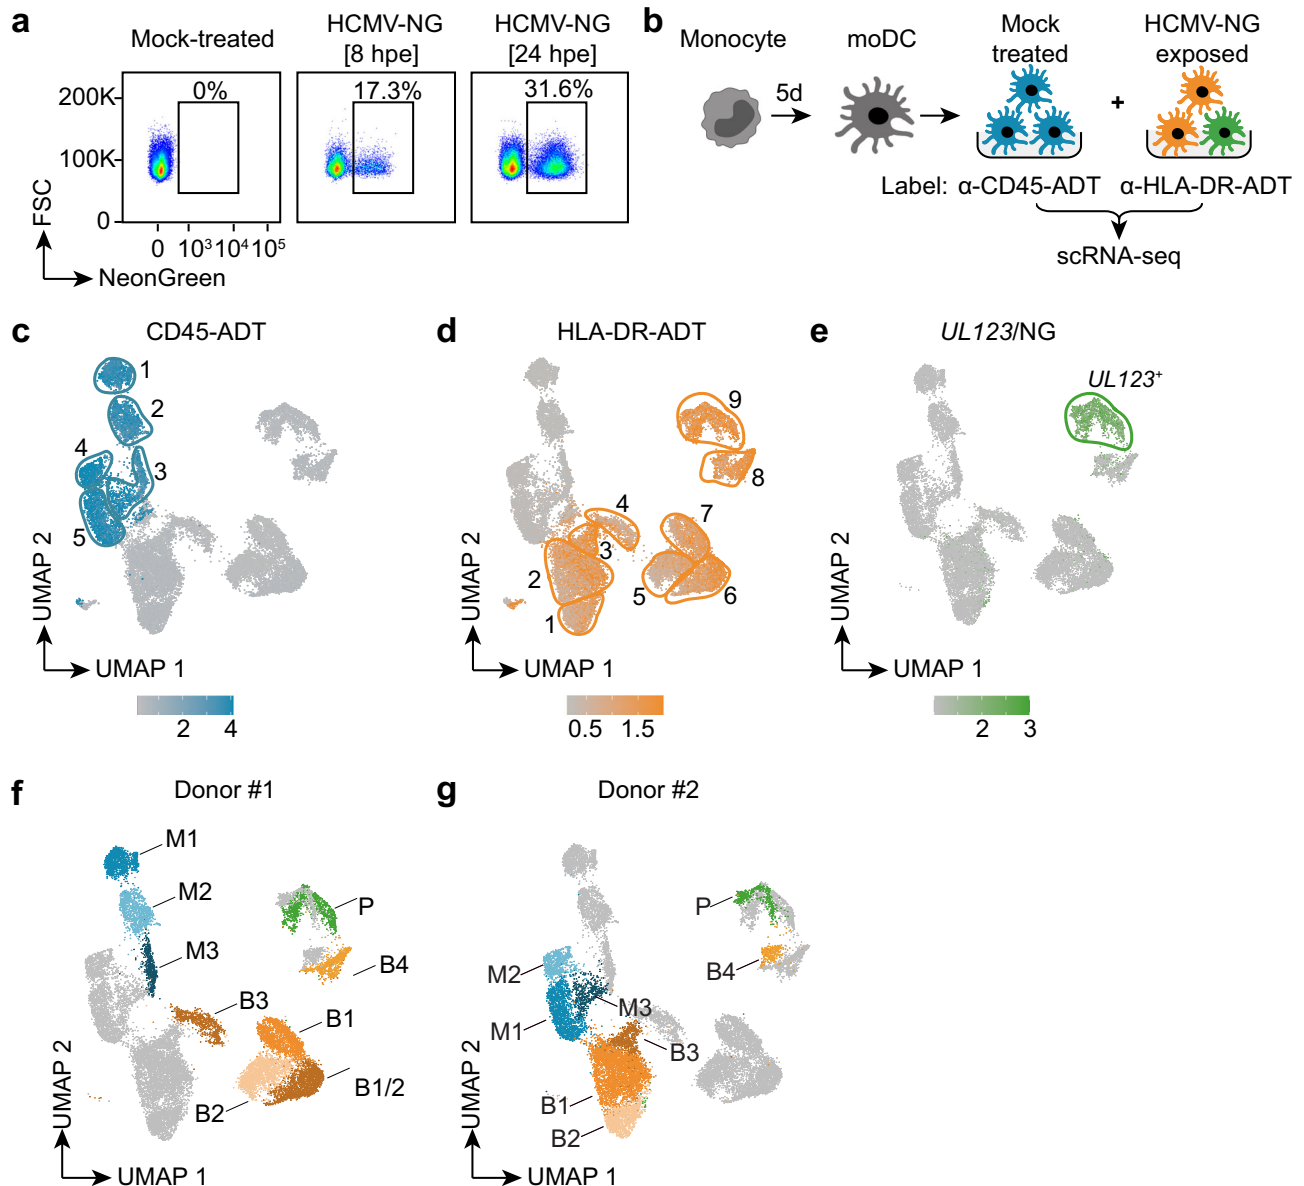 a
Mock-treated
HCMV-NG
[8 hpe]
HCMV-NG
[24 hpe]
0%
17.3%
31.6%
200K
100K
0
FSC
0 10³ 10⁴ 10⁵
NeonGreen
b
Monocyte
moDC
Mock
treated
HCMV-NG
exposed
5d
+
Label: α-CD45-ADT
α-HLA-DR-ADT
scRNA-seq
c
CD45-ADT
1
2
4
3
5
UMAP 2
UMAP 1
2 4
d
HLA-DR-ADT
9
8
4
7
3
2
5
6
1
UMAP 2
UMAP 1
0.5 1.5
e
UL123/NG
UL123⁺
UMAP 2
UMAP 1
2 3
f
Donor #1
M1
M2
P
M3
B4
B3
B1
B1/2
B2
UMAP 2
UMAP 1
g
Donor #2
P
M2
B4
M3
M1
B3
B1
B2
UMAP 2
UMAP 1